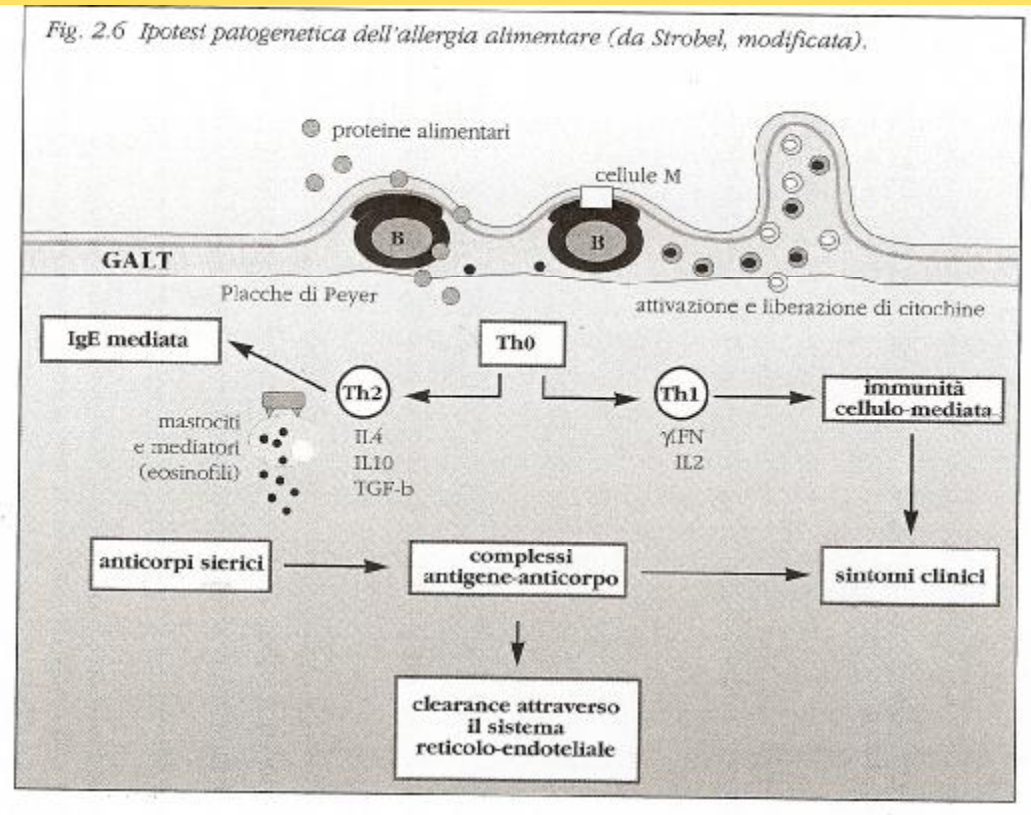 Fig. 2.6 Ipotesi patogenetica dell'allergia alimentare (da Strobel, modificata).
proteine alimentari
cellule M
B
B
GALT
Placche di Peyer
attivazione e liberazione di citochine
IgE mediata
Th0
Th2
Th1
immunità
cellulo-mediata
mastociti
e mediatori
(eosinofili)
IL4
IL10
TGF-b
γIFN
IL2
anticorpi sierici
complessi
antigene-anticorpo
sintomi clinici
clearance attraverso
il sistema
reticolo-endoteliale